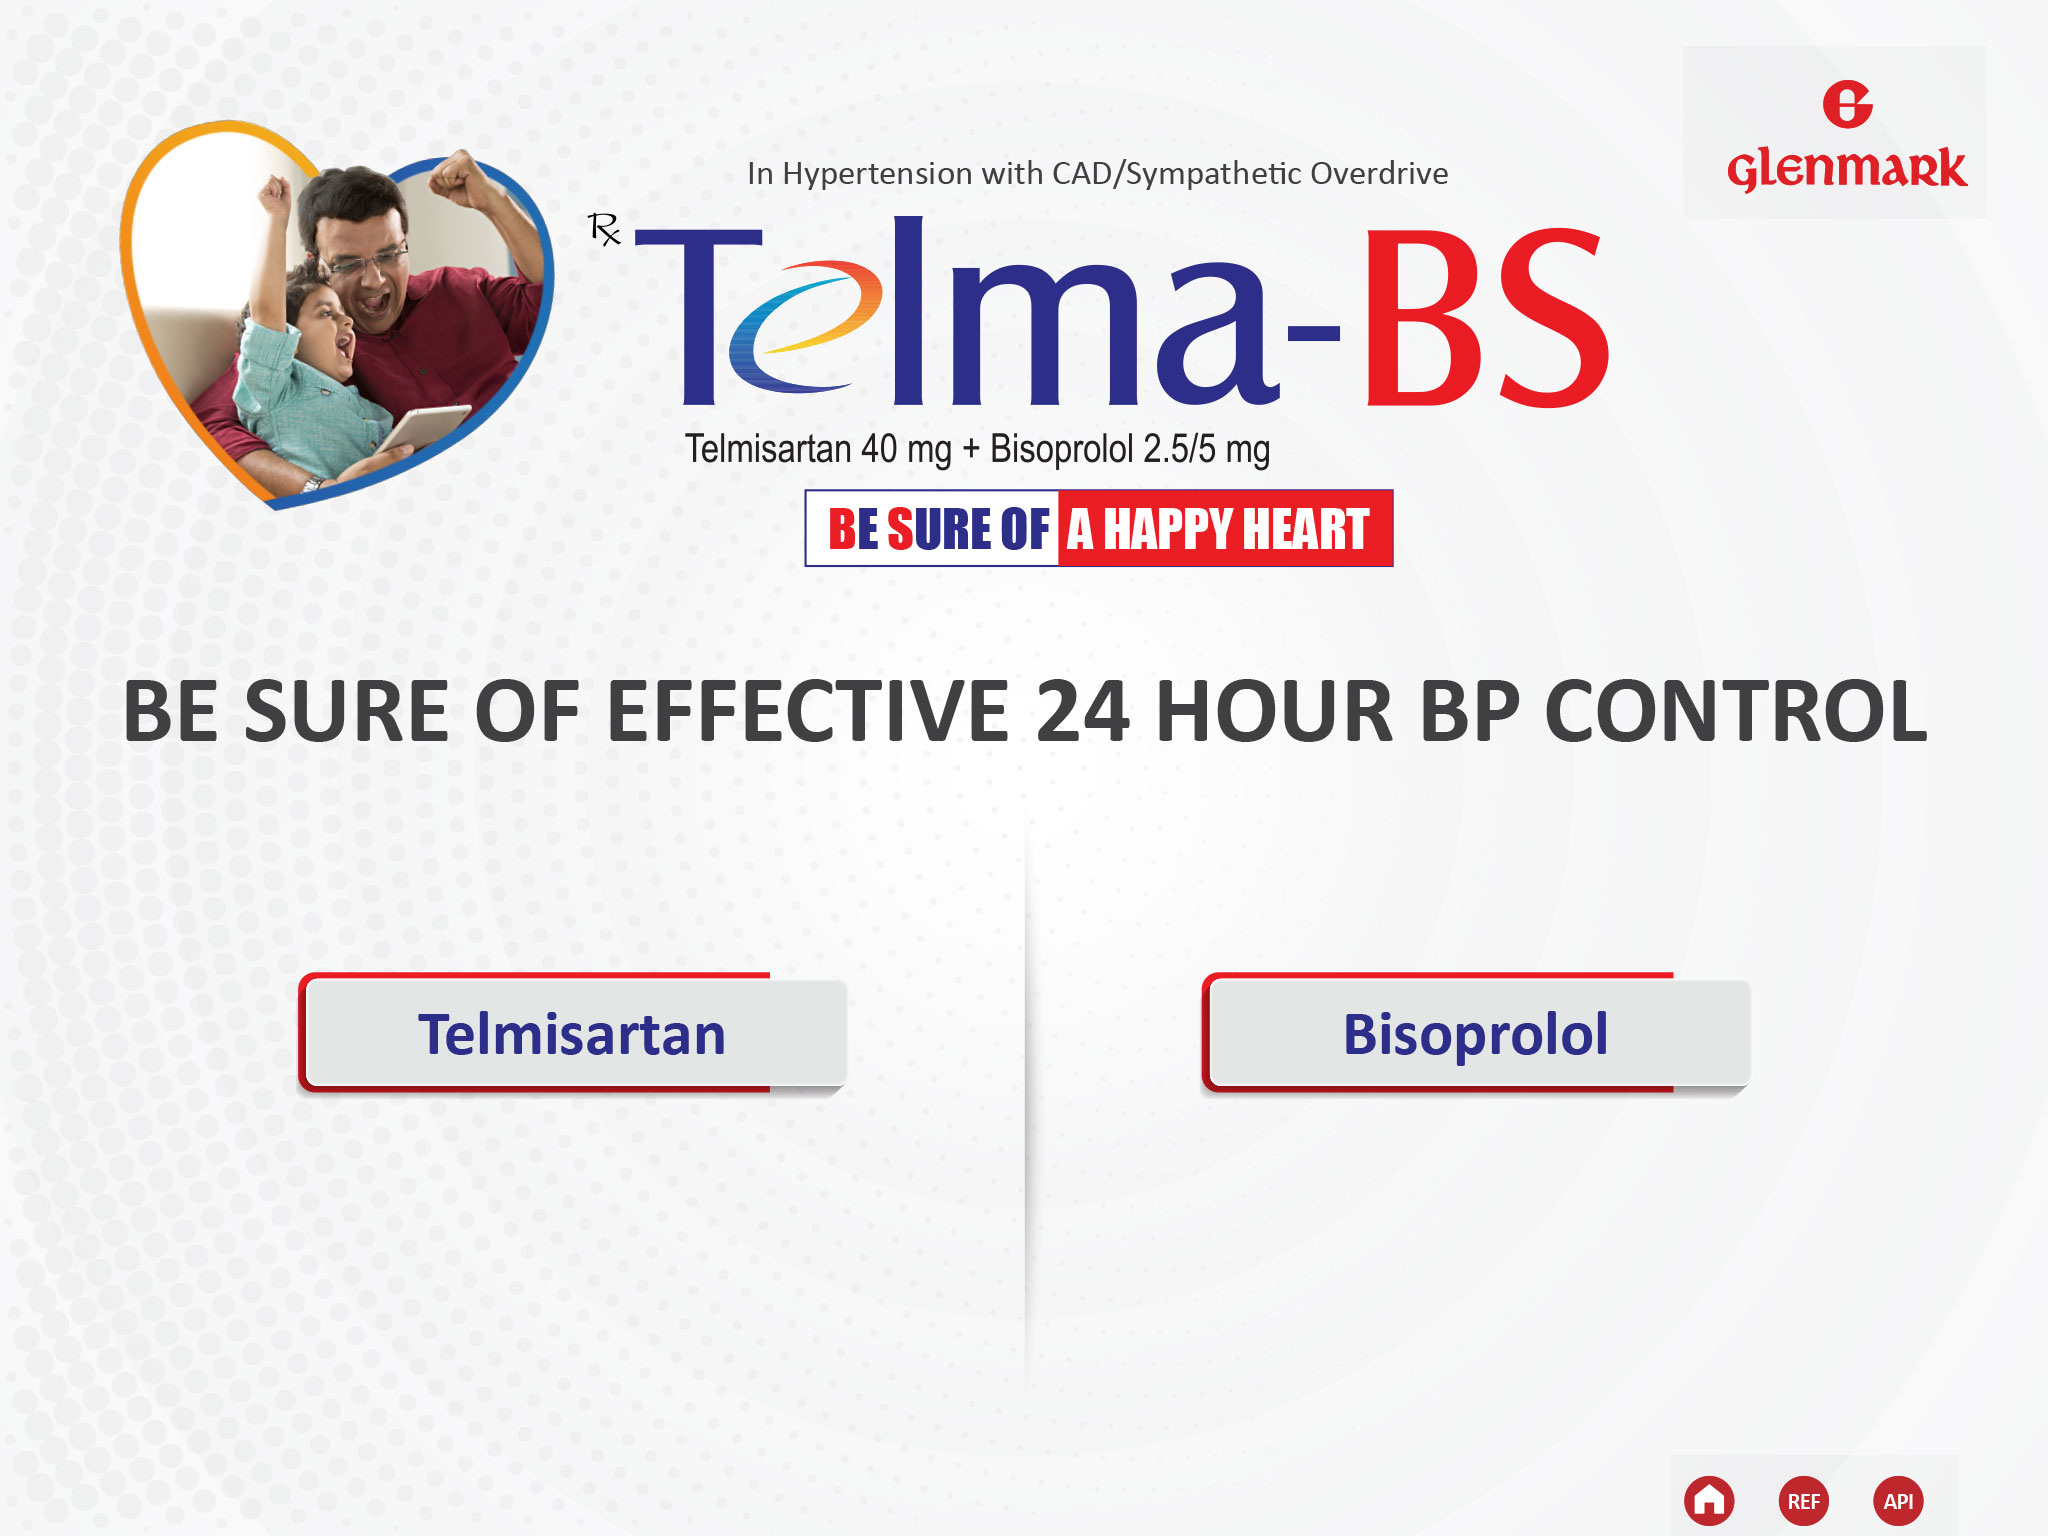 glenmark
In Hypertension with CAD/Sympathetic Overdrive
Rx Telma-BS
Telmisartan 40 mg + Bisoprolol 2.5/5 mg
BE SURE OF A HAPPY HEART
BE SURE OF EFFECTIVE 24 HOUR BP CONTROL
Telmisartan
Bisoprolol
REF
API